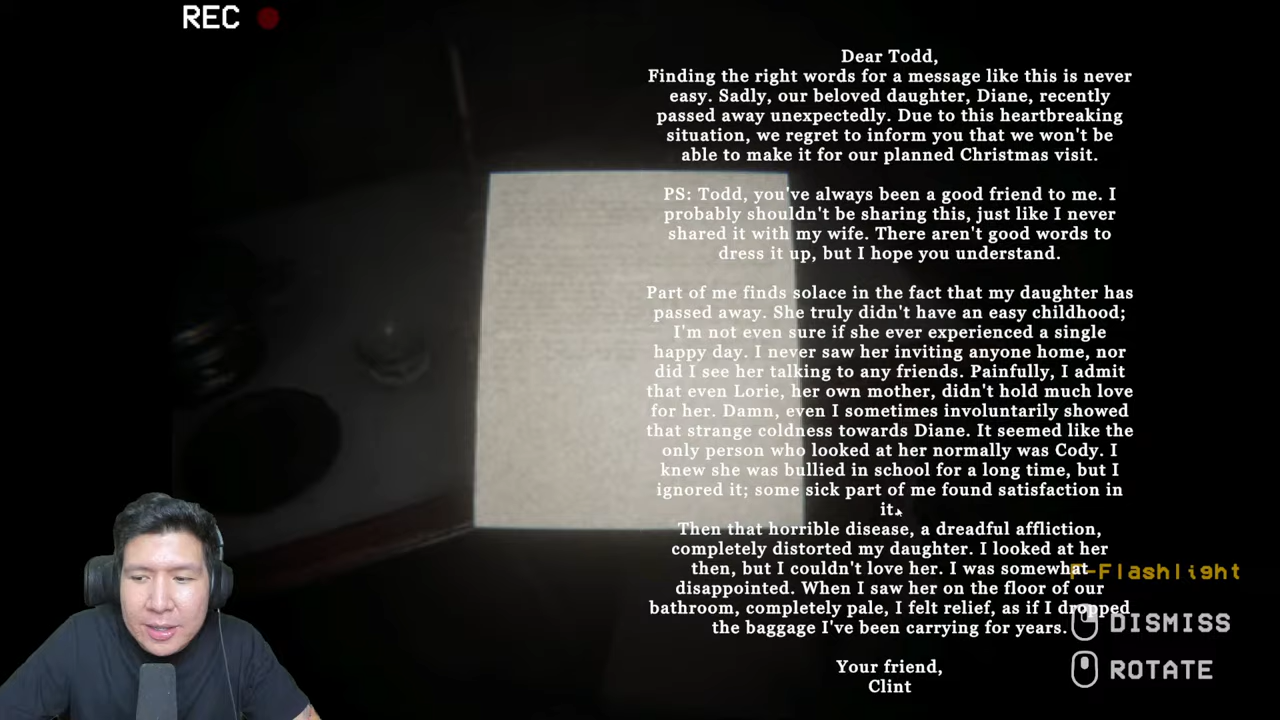 REC
Dear Todd,
Finding the right words for a message like this is never
easy. Sadly, our beloved daughter, Diane, recently
passed away unexpectedly. Due to this heartbreaking
situation, we regret to inform you that we won't be
able to make it for our planned Christmas visit.
PS: Todd, you've always been a good friend to me. I
probably shouldn't be sharing this, just like I never
shared it with my wife. There aren't good words to
dress it up, but I hope you understand.
Part of me finds solace in the fact that my daughter has
passed away. She truly didn't have an easy childhood;
I'm not even sure if she ever experienced a single
happy day. I never saw her inviting anyone home, nor
did I see her talking to any friends. Painfully, I admit
that even Lorie, her own mother, didn't hold much love
for her. Damn, even I sometimes involuntarily showed
that strange coldness towards Diane. It seemed like the
only person who looked at her normally was Cody. I
knew she was bullied in school for a long time, but I
ignored it; some sick part of me found satisfaction in
it.
Then that horrible disease, a dreadful affliction,
completely distorted my daughter. I looked at her
then, but I couldn't love her. I was somewhat
disappointed. When I saw her on the floor of our
bathroom, completely pale, I felt relief, as if I dropped
the baggage I've been carrying for years.
Your friend,
Clint
F-Flashlight
DISMISS
ROTATE